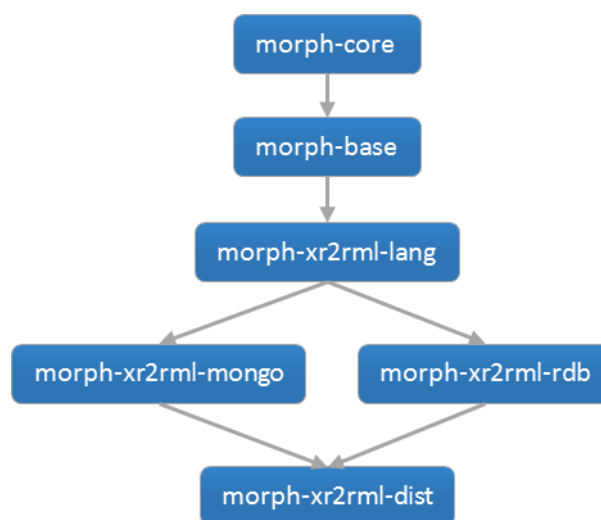 morph-core
morph-base
morph-xr2rml-lang
morph-xr2rml-mongo
morph-xr2rml-rdb
morph-xr2rml-dist